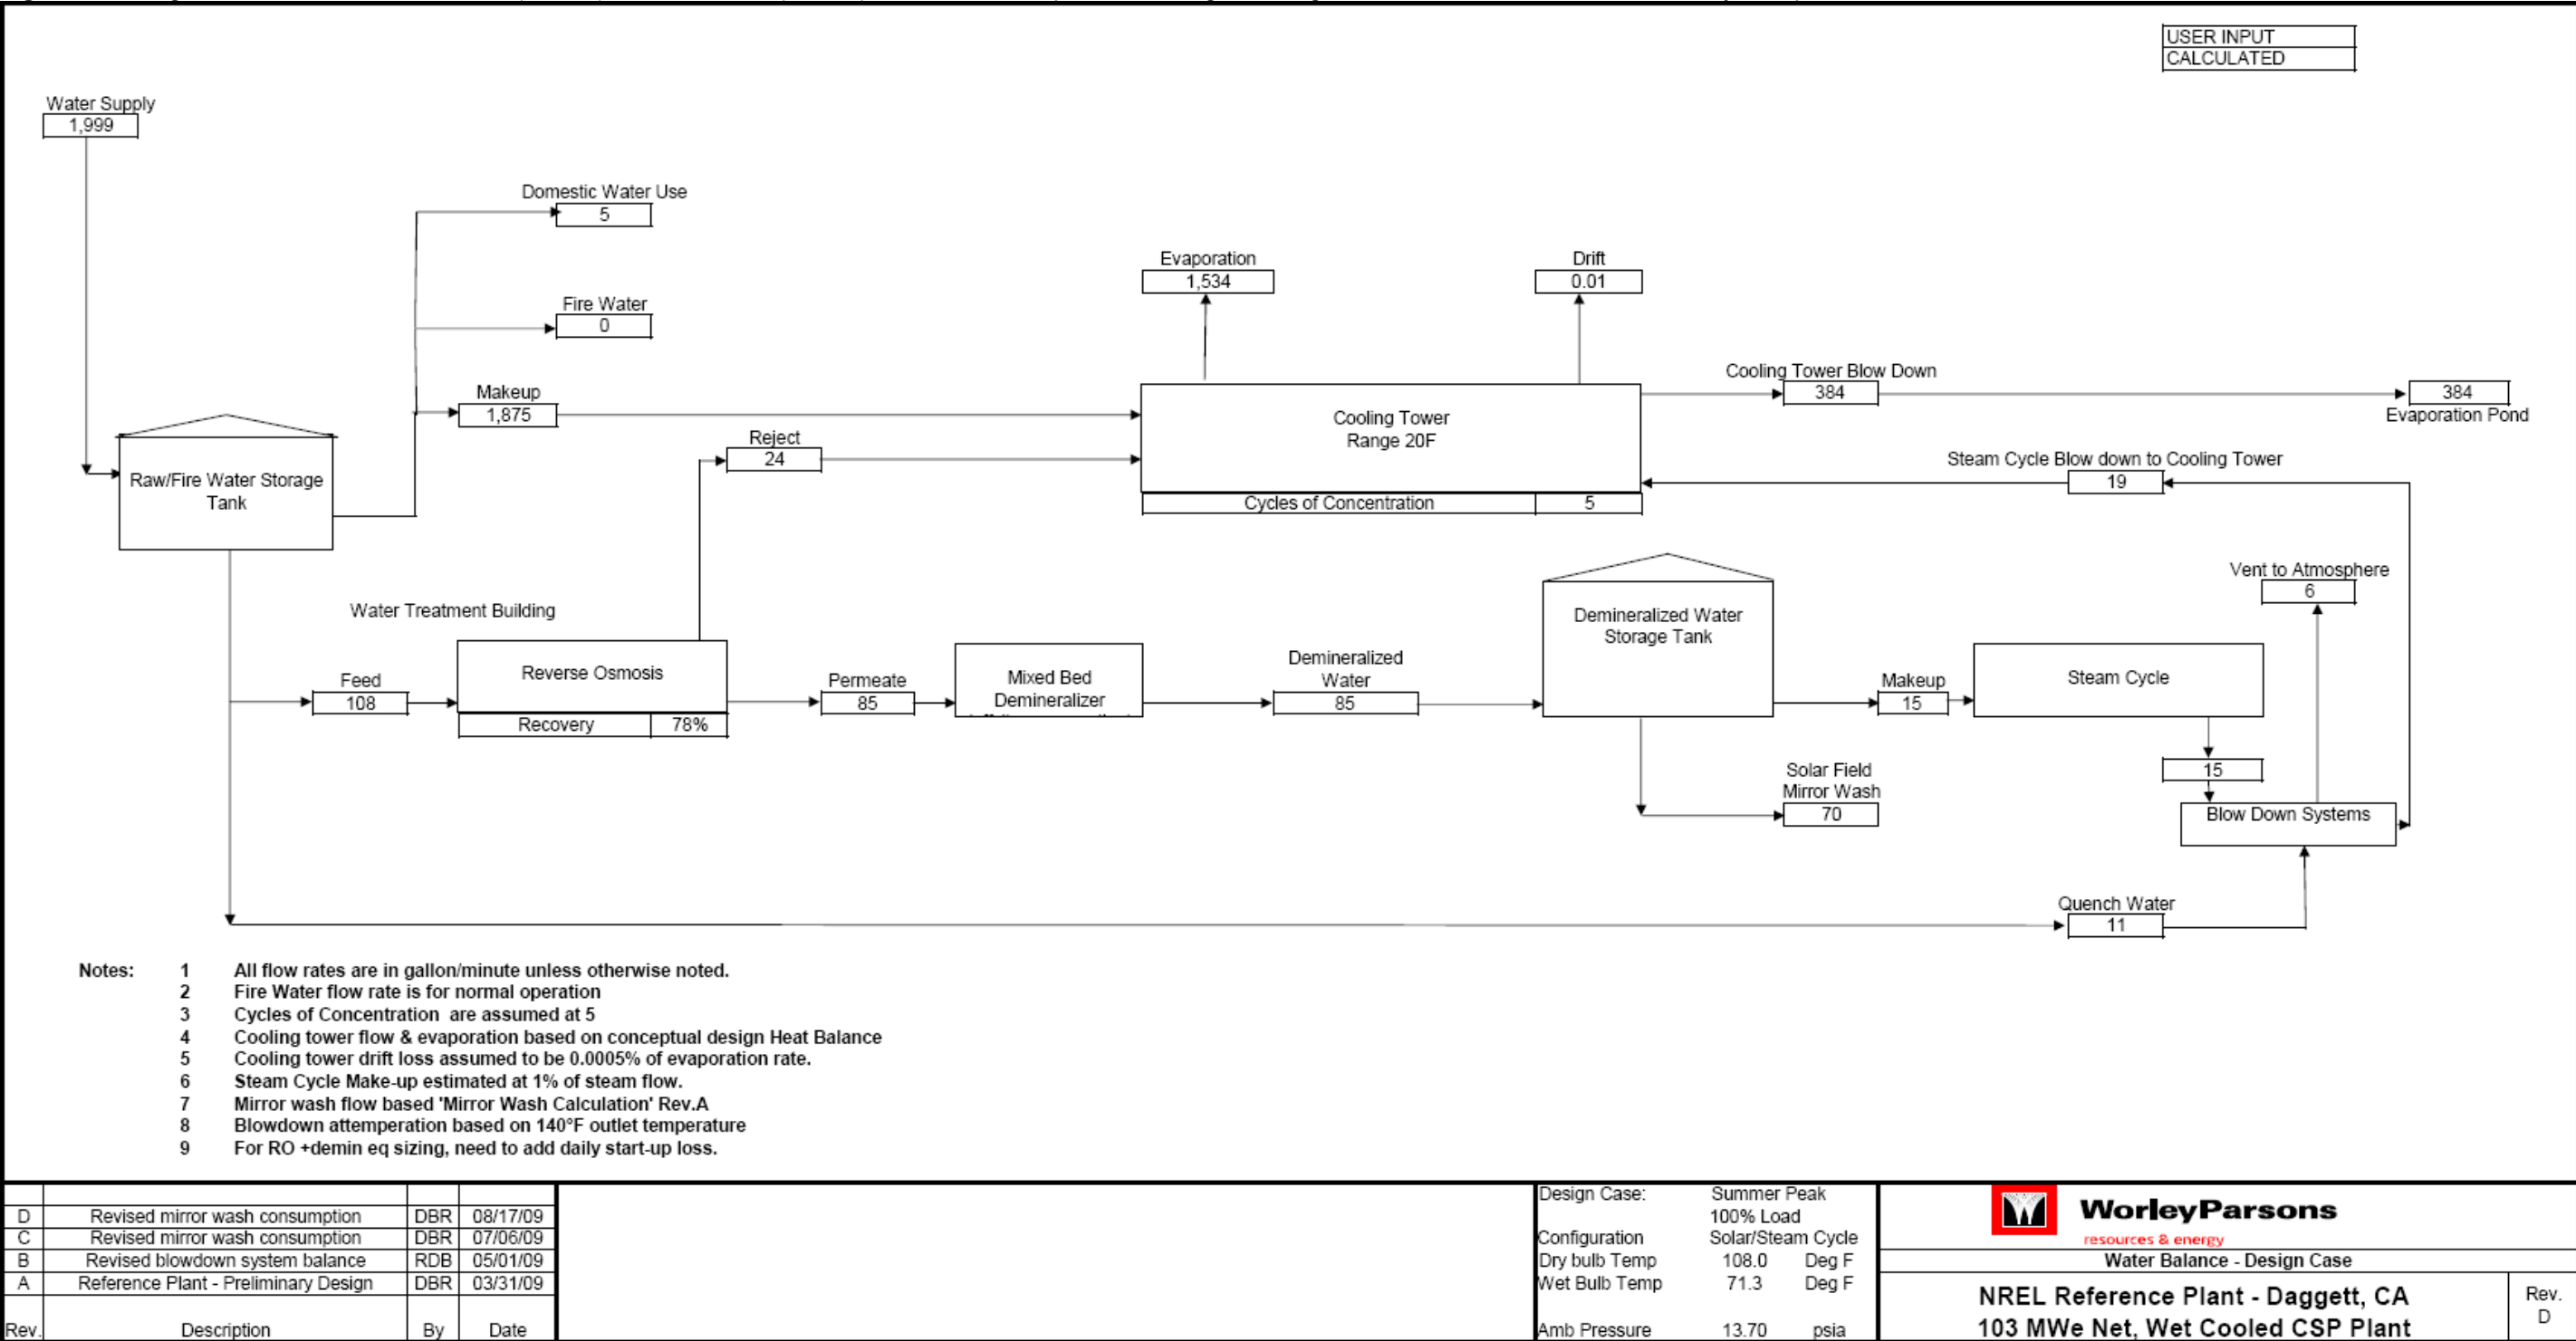 USER INPUT
CALCULATED
Water Supply
1,999
Domestic Water Use
5
Fire Water
0
Evaporation
1,534
Drift
0.01
Makeup
1,875
Reject
24
Cooling Tower
Range 20F
Cycles of Concentration 5
Cooling Tower Blow Down
384
384
Evaporation Pond
Steam Cycle Blow down to Cooling Tower
19
Raw/Fire Water Storage
Tank
Vent to Atmosphere
6
Water Treatment Building
Feed
108
Reverse Osmosis
Recovery 78%
Permeate
85
Mixed Bed
Demineralizer
Demineralized
Water
85
Demineralized Water
Storage Tank
Makeup
15
Steam Cycle
15
Solar Field
Mirror Wash
70
Blow Down Systems
Quench Water
11
Notes:
1 All flow rates are in gallon/minute unless otherwise noted.
2 Fire Water flow rate is for normal operation
3 Cycles of Concentration are assumed at 5
4 Cooling tower flow & evaporation based on conceptual design Heat Balance
5 Cooling tower drift loss assumed to be 0.0005% of evaporation rate.
6 Steam Cycle Make-up estimated at 1% of steam flow.
7 Mirror wash flow based 'Mirror Wash Calculation' Rev.A
8 Blowdown attemperation based on 140°F outlet temperature
9 For RO +demin eq sizing, need to add daily start-up loss.
D Revised mirror wash consumption DBR 08/17/09
C Revised mirror wash consumption DBR 07/06/09
B Revised blowdown system balance RDB 05/01/09
A Reference Plant - Preliminary Design DBR 03/31/09
Rev. Description By Date
Design Case: Summer Peak
100% Load
Configuration Solar/Steam Cycle
Dry bulb Temp 108.0 Deg F
Wet Bulb Temp 71.3 Deg F
Amb Pressure 13.70 psia
WorleyParsons
resources & energy
Water Balance - Design Case
NREL Reference Plant - Daggett, CA
103 MWe Net, Wet Cooled CSP Plant
Rev.
D